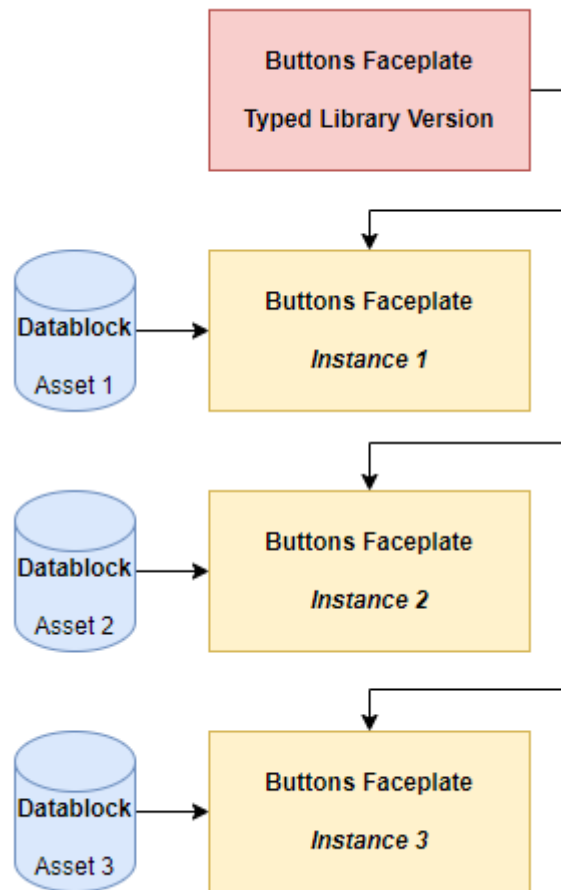 Buttons Faceplate
Typed Library Version
Datablock
Asset 1
Buttons Faceplate
Instance 1
Datablock
Asset 2
Buttons Faceplate
Instance 2
Datablock
Asset 3
Buttons Faceplate
Instance 3